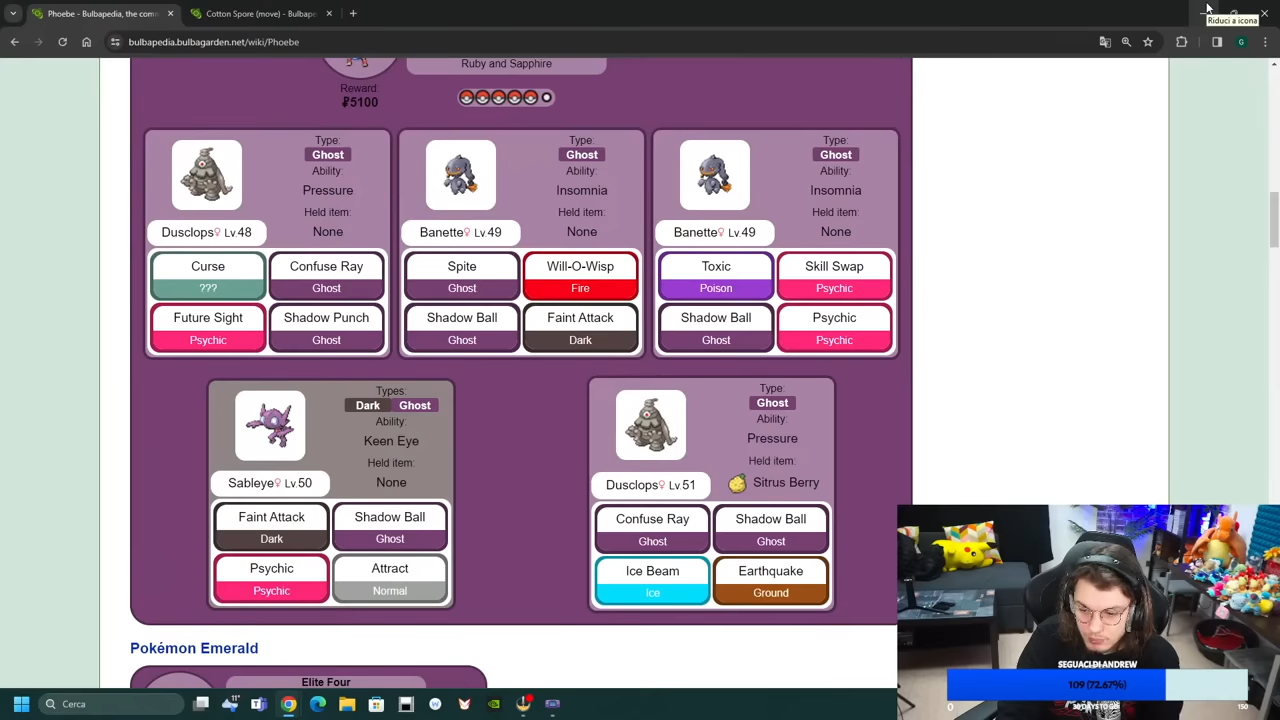 Phoebe - Bulbapedia, the com
Cotton Spore (move) - Bulbape
Riduci a icona
bulbapedia.bulbagarden.net/wiki/Phoebe
G
Ruby and Sapphire
Reward:
₽5100
Type:
Ghost
Ability:
Pressure
Held item:
None
Dusclops♀ Lv.48
Curse
???
Confuse Ray
Ghost
Future Sight
Psychic
Shadow Punch
Ghost
Type:
Ghost
Ability:
Insomnia
Held item:
None
Banette♀ Lv.49
Spite
Ghost
Will-O-Wisp
Fire
Shadow Ball
Ghost
Faint Attack
Dark
Type:
Ghost
Ability:
Insomnia
Held item:
None
Banette♀ Lv.49
Toxic
Poison
Skill Swap
Psychic
Shadow Ball
Ghost
Psychic
Psychic
Types:
Dark Ghost
Ability:
Keen Eye
Held item:
None
Sableye♀ Lv.50
Faint Attack
Dark
Shadow Ball
Ghost
Psychic
Psychic
Attract
Normal
Type:
Ghost
Ability:
Pressure
Held item:
Sitrus Berry
Dusclops♀ Lv.51
Confuse Ray
Ghost
Shadow Ball
Ghost
Ice Beam
Ice
Earthquake
Ground
Pokémon Emerald
Elite Four
SEGUACI DI ANDREW
109 (72.67%)
0
30 DAYS TO GO
150
Cerca
11°